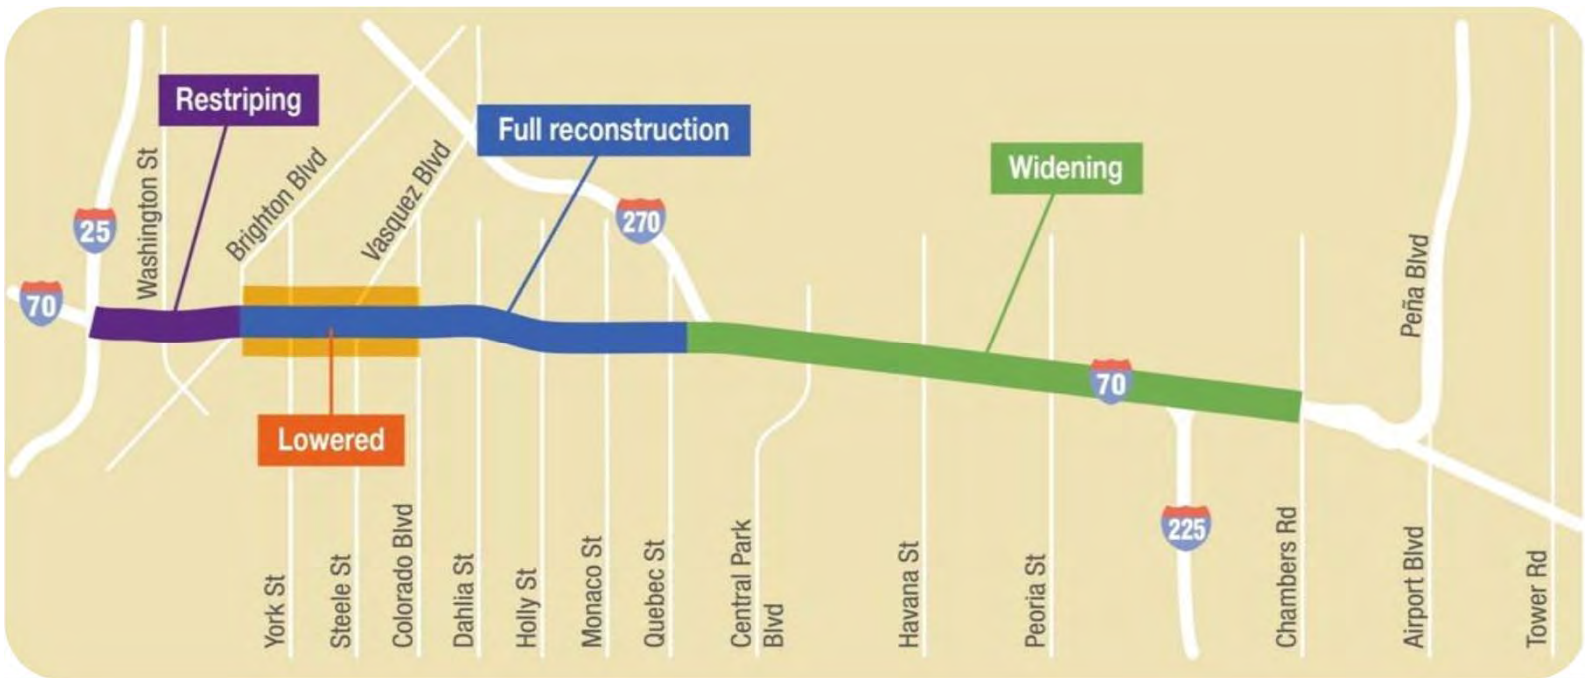 Restriping
Full reconstruction
Widening
Lowered
25
70
270
70
225
Washington St
Brighton Blvd
Vasquez Blvd
Peña Blvd
York St
Steele St
Colorado Blvd
Dahlia St
Holly St
Monaco St
Quebec St
Central Park
Blvd
Havana St
Peoria St
Chambers Rd
Airport Blvd
Tower Rd